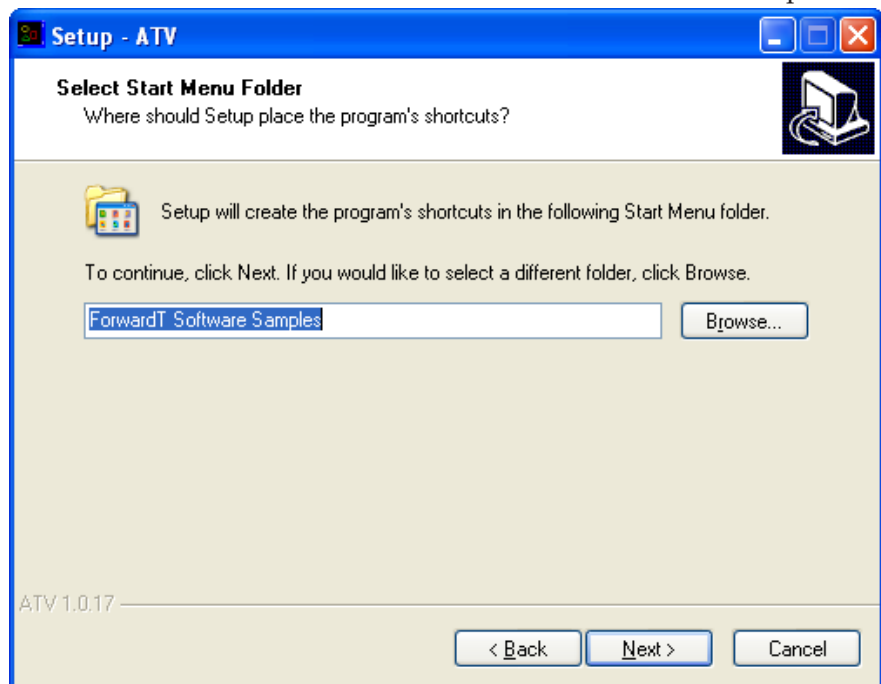 Setup - ATV
Select Start Menu Folder
Where should Setup place the program's shortcuts?
Setup will create the program's shortcuts in the following Start Menu folder.
To continue, click Next. If you would like to select a different folder, click Browse.
ForwardT Software Samples
Browse...
ATV 1.0.17
< Back
Next >
Cancel